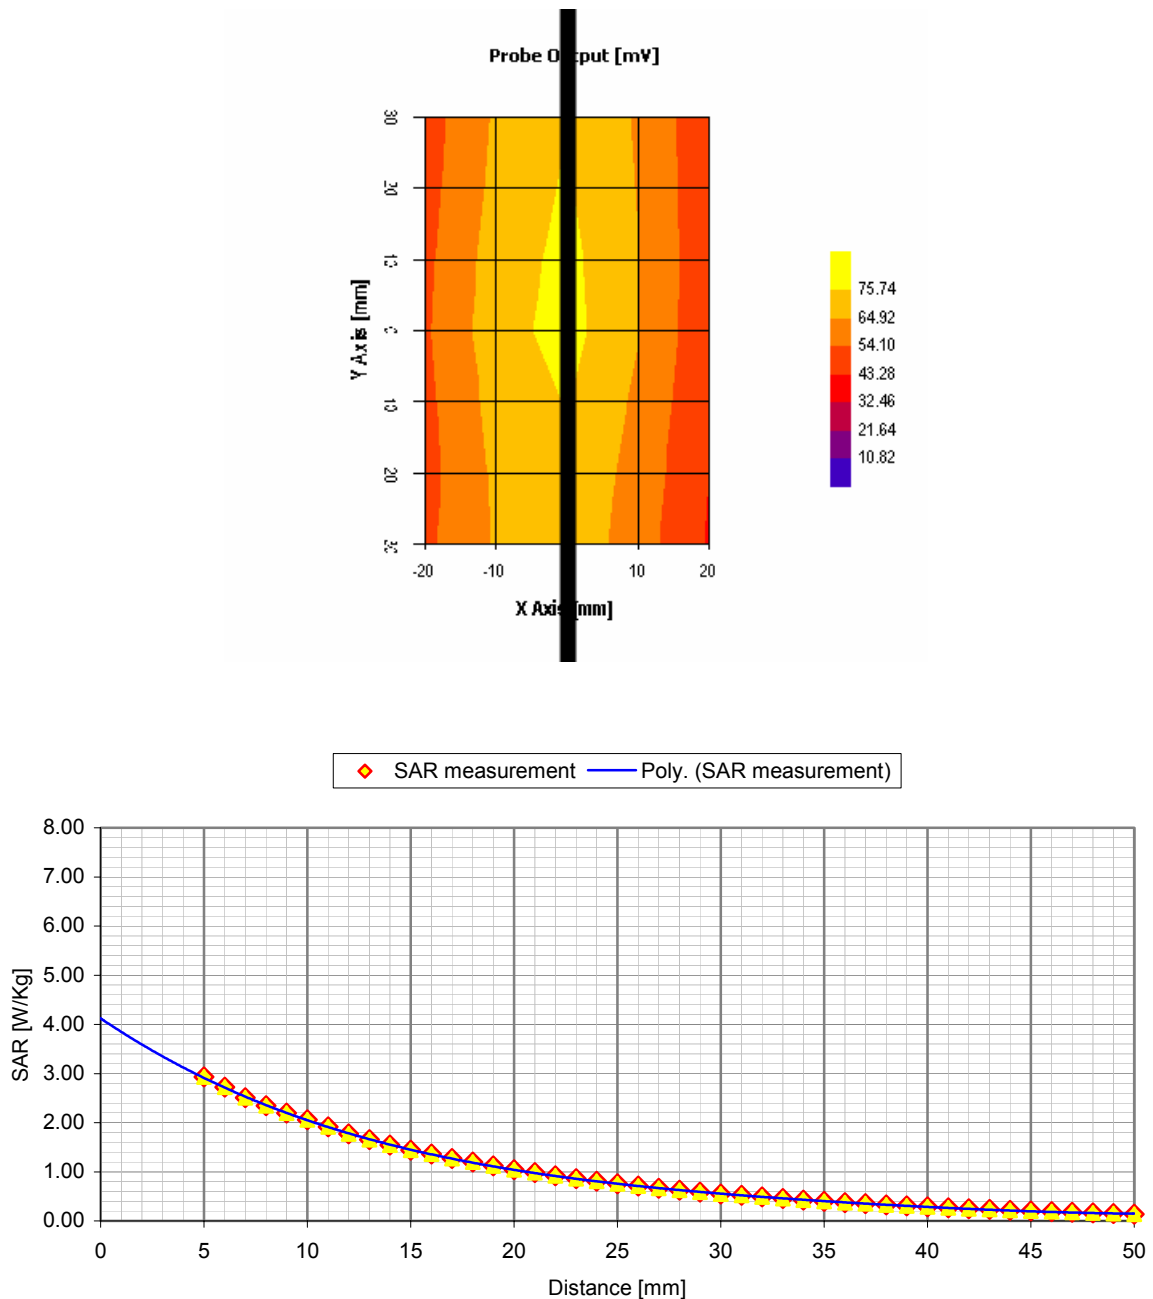 Probe O tput [mV]
30
20
10
0
10
20
30
Y Axis [mm]
-20 -10 10 20
X Axis [mm]
75.74
64.92
54.10
43.28
32.46
21.64
10.82
SAR measurement Poly. (SAR measurement)
8.00
7.00
6.00
5.00
4.00
3.00
2.00
1.00
0.00
SAR [W/Kg]
0 5 10 15 20 25 30 35 40 45 50
Distance [mm]